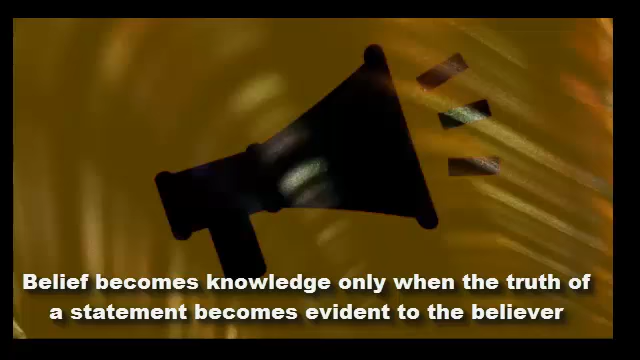 Belief becomes knowledge only when the truth of
a statement becomes evident to the believer